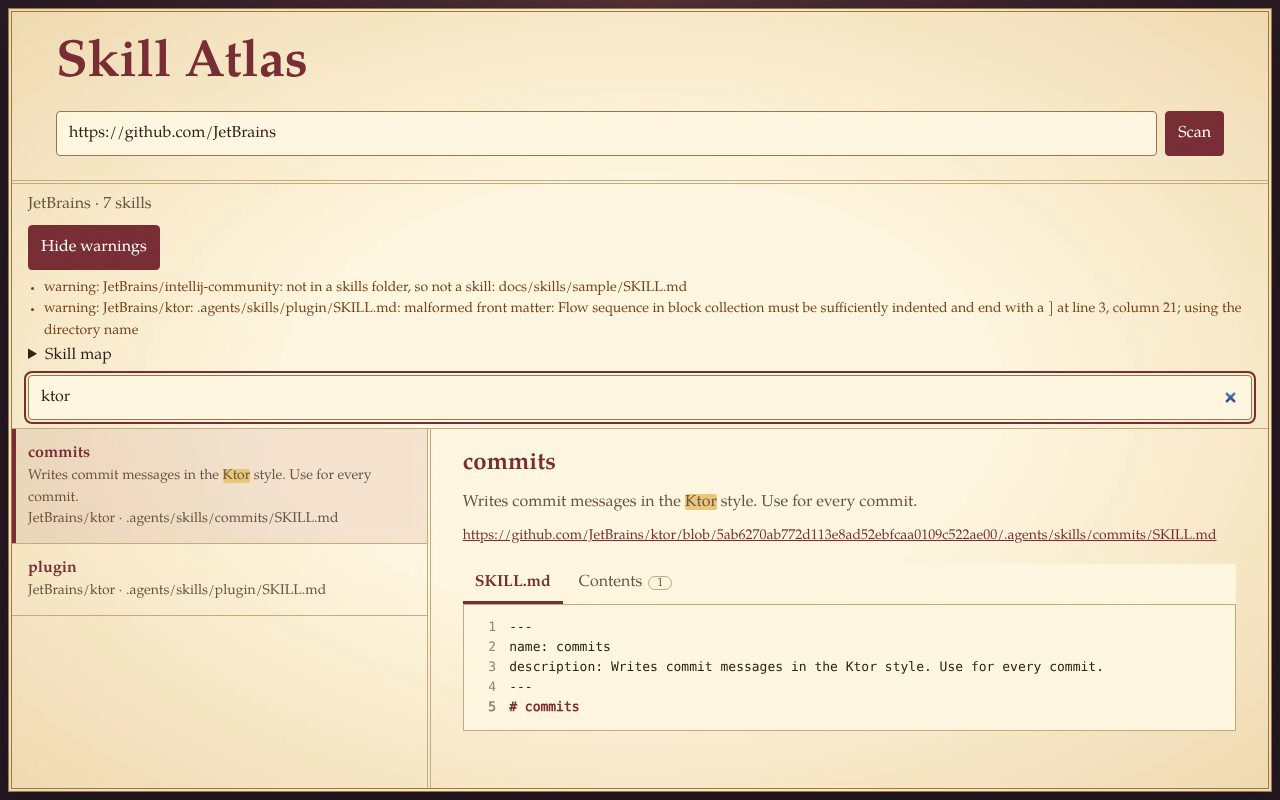 Skill Atlas
https://github.com/JetBrains
Scan
JetBrains · 7 skills
Hide warnings
• warning: JetBrains/intellij-community: not in a skills folder, so not a skill: docs/skills/sample/SKILL.md
• warning: JetBrains/ktor: .agents/skills/plugin/SKILL.md: malformed front matter: Flow sequence in block collection must be sufficiently indented and end with a ] at line 3, column 21; using the
directory name
Skill map
ktor
commits
Writes commit messages in the Ktor style. Use for every
commit.
JetBrains/ktor · .agents/skills/commits/SKILL.md
plugin
JetBrains/ktor · .agents/skills/plugin/SKILL.md
commits
Writes commit messages in the Ktor style. Use for every commit.
https://github.com/JetBrains/ktor/blob/5ab6270ab772d113e8ad52ebfcaa0109c522ae00/.agents/skills/commits/SKILL.md
SKILL.md Contents 1
1 ---
2 name: commits
3 description: Writes commit messages in the Ktor style. Use for every commit.
4 ---
5 # commits